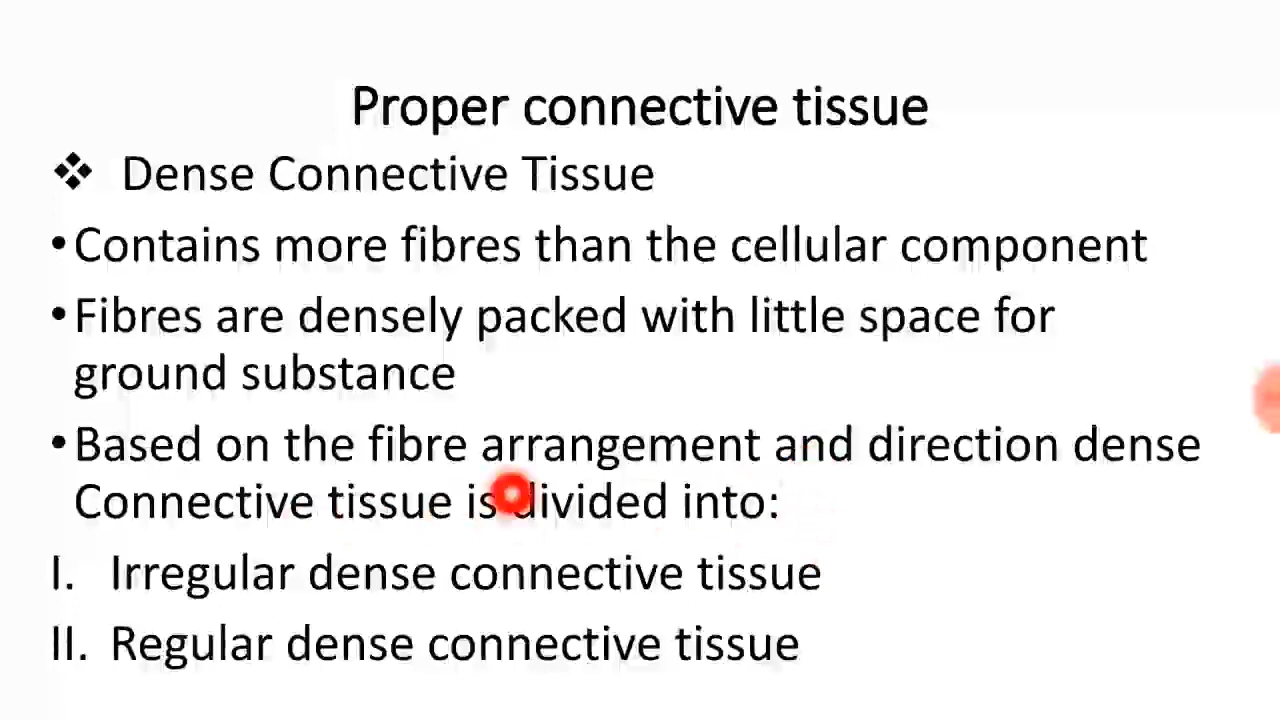 Proper connective tissue
❖ Dense Connective Tissue
• Contains more fibres than the cellular component
• Fibres are densely packed with little space for
ground substance
• Based on the fibre arrangement and direction dense
Connective tissue is divided into:
I. Irregular dense connective tissue
II. Regular dense connective tissue